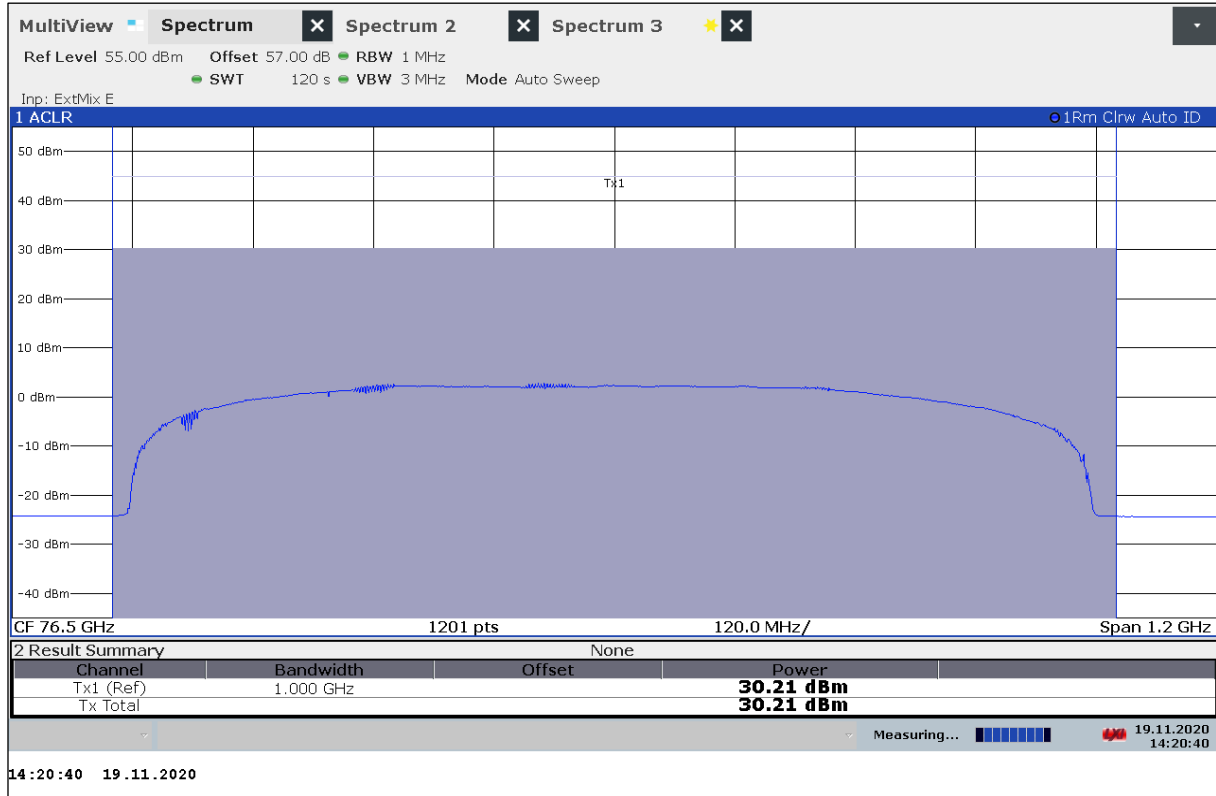 MultiView Spectrum X Spectrum 2 X Spectrum 3 X
Ref Level 55.00 dBm Offset 57.00 dB RBW 1 MHz
SWT 120 s VBW 3 MHz Mode Auto Sweep
Inp: ExtMix E
1 ACLR 1Rm Clrw Auto ID
50 dBm
Tx1
40 dBm
30 dBm
20 dBm
10 dBm
0 dBm
-10 dBm
-20 dBm
-30 dBm
-40 dBm
CF 76.5 GHz 1201 pts 120.0 MHz/ Span 1.2 GHz
2 Result Summary None
Channel Bandwidth Offset Power
Tx1 (Ref) 1.000 GHz 30.21 dBm
Tx Total 30.21 dBm
Measuring... LXI 19.11.2020
14:20:40
14:20:40 19.11.2020